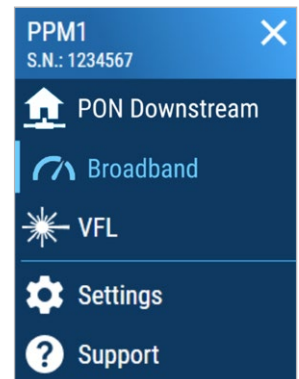 PPM1
S.N.: 1234567
PON Downstream
Broadband
VFL
Settings
?
Support